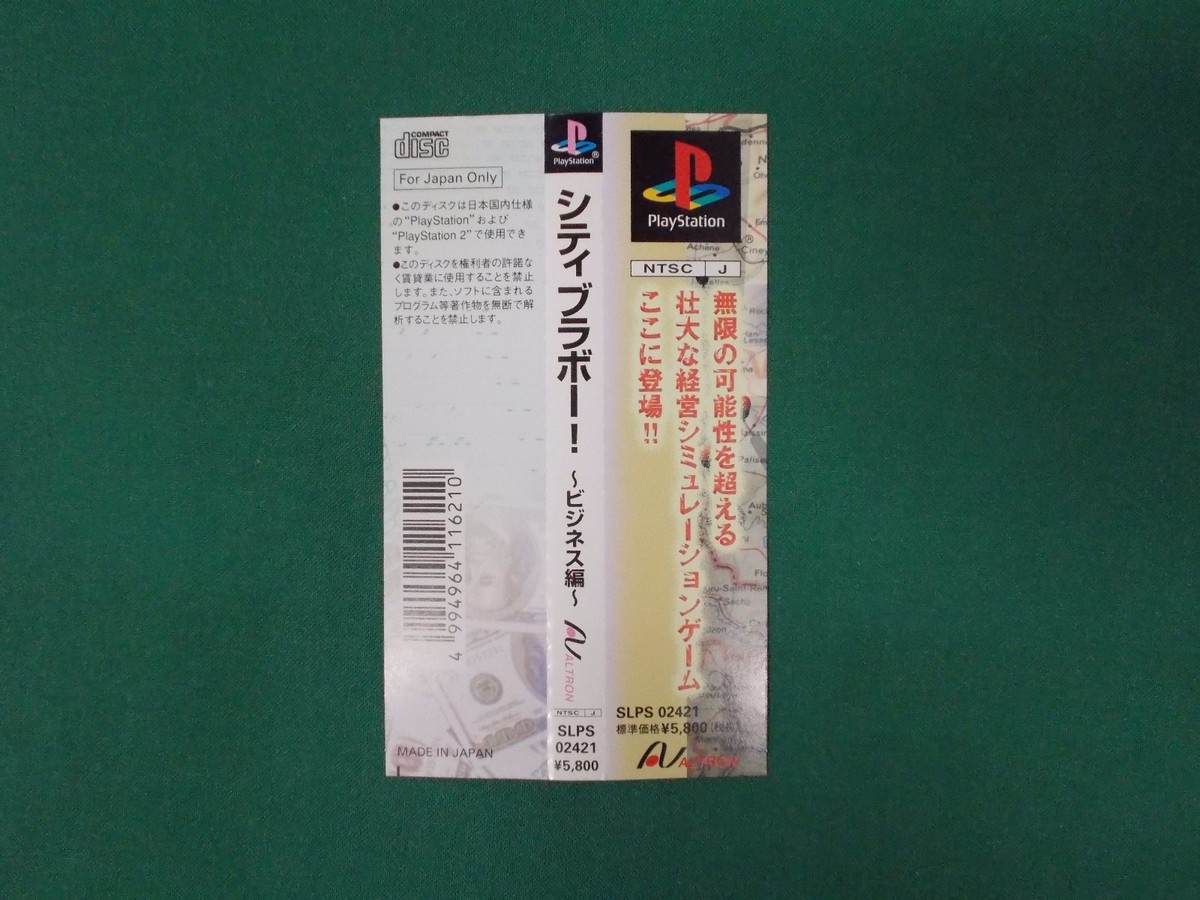 COMPACT
disc
For Japan Only
●このディスクは日本国内仕様
の“PlayStation”および
“PlayStation 2”で使用でき
ます。
●このディスクを権利者の許諾な
く賃貸業に使用することを禁止
します。また、ソフトに含まれる
プログラム等著作物を無断で解
析することを禁止します。
4 994964 116210
MADE IN JAPAN
PlayStation®
シティブラボー!
〜ビジネス編〜
ALTRON
NTSC J
SLPS
02421
¥5,800
PlayStation
®
NTSC J
無限の可能性を超える
壮大な経営シミュレーションゲーム
ここに登場!!
SLPS 02421
標準価格¥5,800(税抜)
ALTRON
Achêne
Ciney